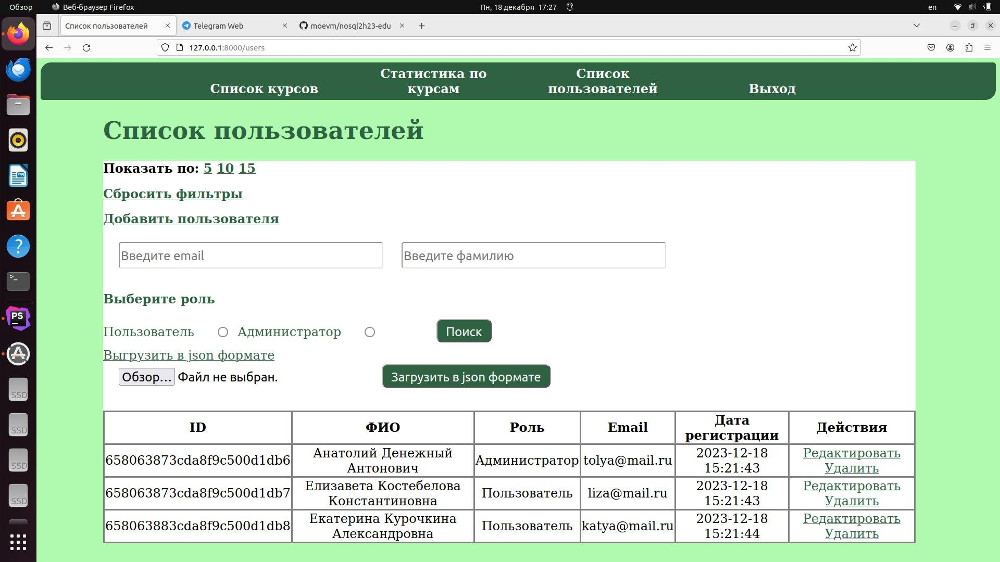 Обзор
Веб-браузер Firefox
Пн, 18 декабря 17:27
en
Список пользователей
Telegram Web
moevm/nosql2h23-edu
127.0.0.1:8000/users
Список курсов
Статистика по
курсам
Список
пользователей
Выход
Список пользователей
Показать по: 5 10 15
Сбросить фильтры
Добавить пользователя
Введите email
Введите фамилию
Выберите роль
Пользователь
Администратор
Поиск
Выгрузить в json формате
Обзор... Файл не выбран.
Загрузить в json формате
ID
ФИО
Роль
Email
Дата
регистрации
Действия
658063873cda8f9c500d1db6
Анатолий Денежный
Антонович
Администратор
tolya@mail.ru
2023-12-18
15:21:43
Редактировать
Удалить
658063873cda8f9c500d1db7
Елизавета Костебелова
Константиновна
Пользователь
liza@mail.ru
2023-12-18
15:21:43
Редактировать
Удалить
658063883cda8f9c500d1db8
Екатерина Курочкина
Александровна
Пользователь
katya@mail.ru
2023-12-18
15:21:44
Редактировать
Удалить
PS
SSD
SSD
SSD
SSD